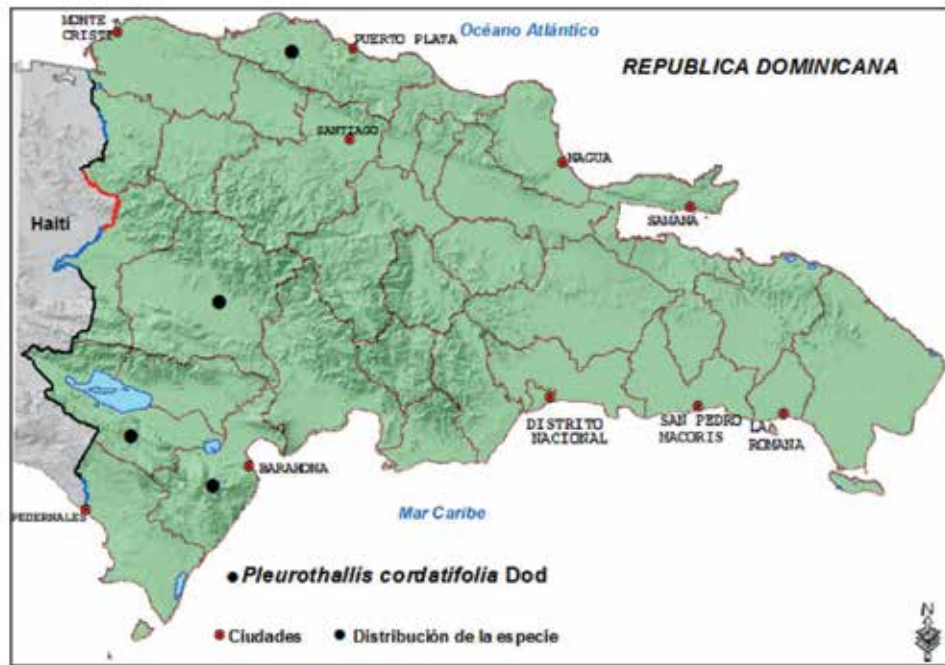 MONTE
CRISTI
Océano Atlántico
PUERTO PLATA
REPUBLICA DOMINICANA
SANTIAGO
NAGUA
Haití
SAMANA
DISTRITO
NACIONAL
SAN PEDRO
MACORIS
LA
ROMANA
BARAHONA
PEDERNALES
Mar Caribe
Pleurothallis cordatifolia Dod
Ciudades
Distribución de la especie
N